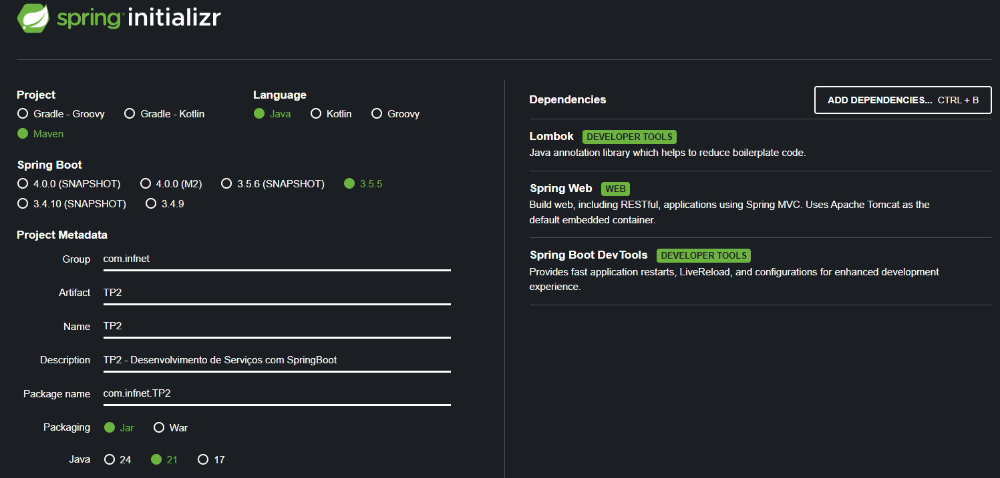 spring initializr
Project
Gradle - Groovy Gradle - Kotlin
Maven
Language
Java Kotlin Groovy
Spring Boot
4.0.0 (SNAPSHOT) 4.0.0 (M2) 3.5.6 (SNAPSHOT) 3.5.5
3.4.10 (SNAPSHOT) 3.4.9
Project Metadata
Group com.infnet
Artifact TP2
Name TP2
Description TP2 - Desenvolvimento de Serviços com SpringBoot
Package name com.infnet.TP2
Packaging Jar War
Java 24 21 17
Dependencies ADD DEPENDENCIES... CTRL + B
Lombok DEVELOPER TOOLS
Java annotation library which helps to reduce boilerplate code.
Spring Web WEB
Build web, including RESTful, applications using Spring MVC. Uses Apache Tomcat as the
default embedded container.
Spring Boot DevTools DEVELOPER TOOLS
Provides fast application restarts, LiveReload, and configurations for enhanced development
experience.